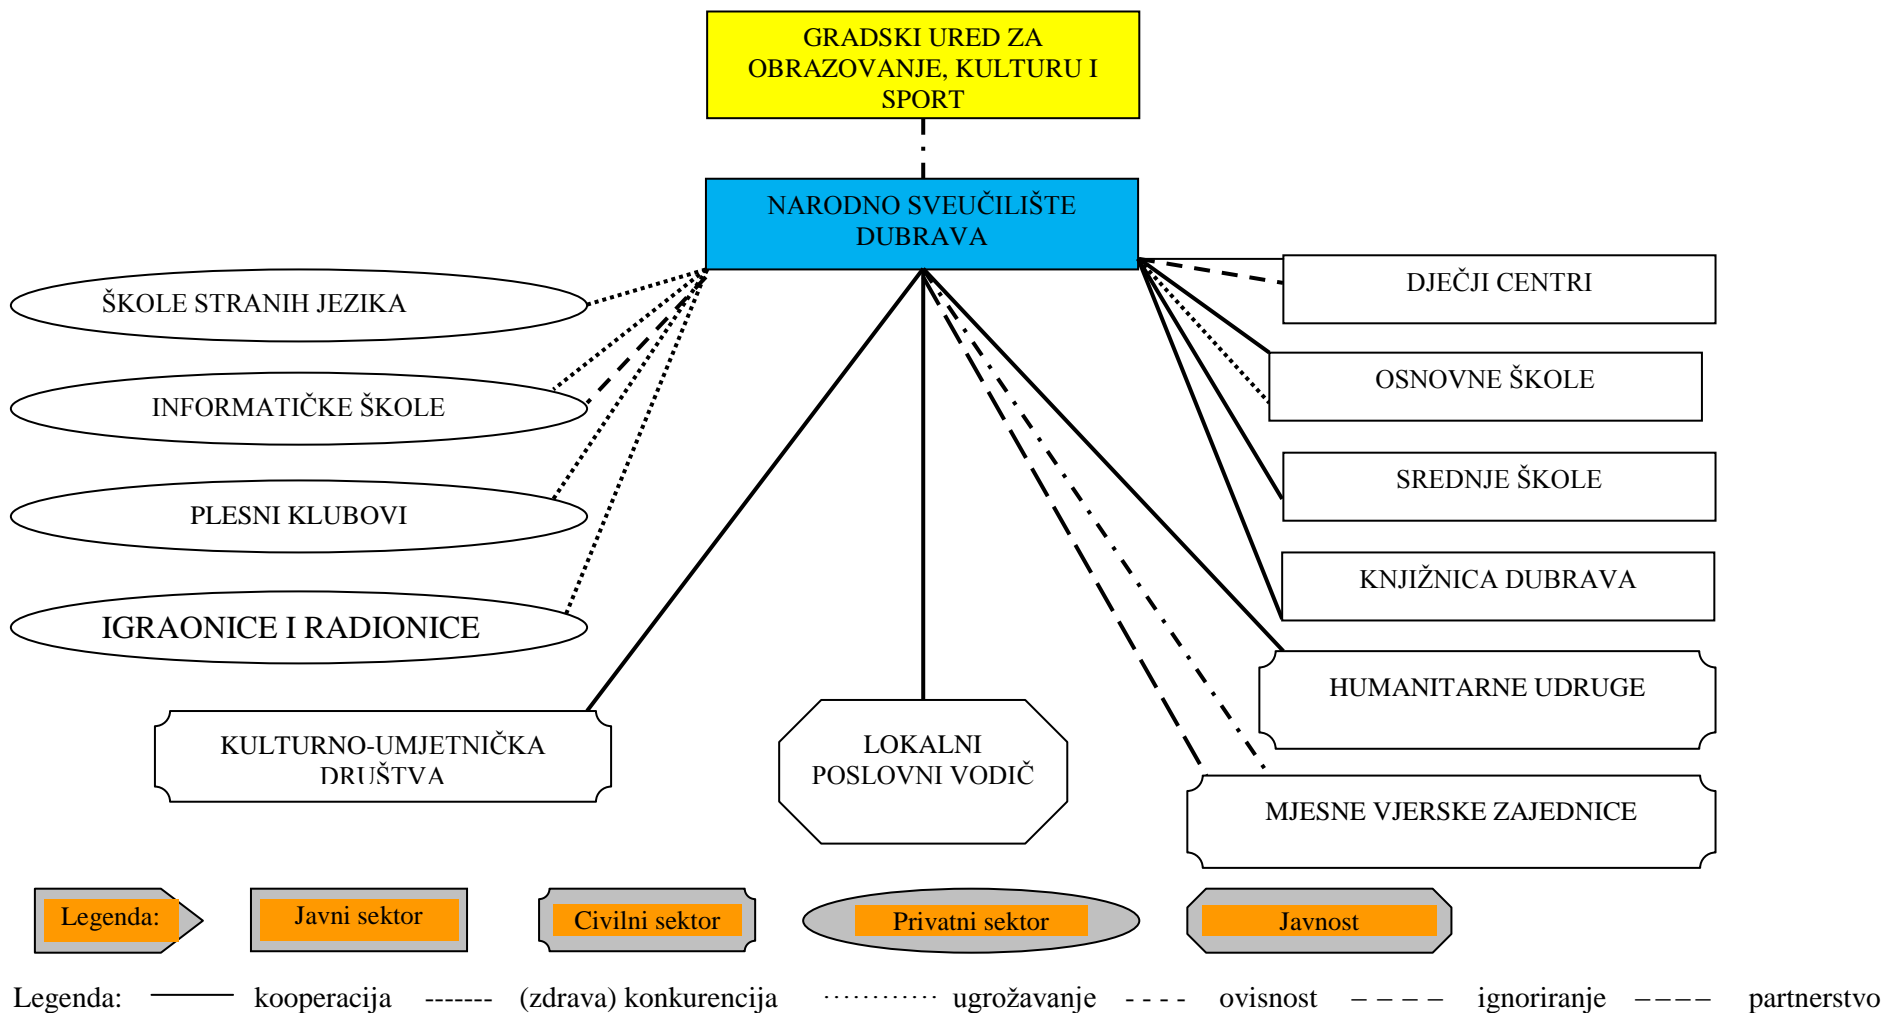 GRADSKI URED ZA
OBRAZOVANJE, KULTURU I
SPORT
NARODNO SVEUČILIŠTE
DUBRAVA
ŠKOLE STRANIH JEZIKA
INFORMATIČKE ŠKOLE
PLESNI KLUBOVI
IGRAONICE I RADIONICE
DJEČJI CENTRI
OSNOVNE ŠKOLE
SREDNJE ŠKOLE
KNJIŽNICA DUBRAVA
HUMANITARNE UDRUGE
KULTURNO-UMJETNIČKA
DRUŠTVA
LOKALNI
POSLOVNI VODIČ
MJESNE VJERSKE ZAJEDNICE
Legenda:
Javni sektor
Civilni sektor
Privatni sektor
Javnost
Legenda: kooperacija ------- (zdrava) konkurencija ············ ugrožavanje - - - - ovisnost – – – – ignoriranje – – – – partnerstvo